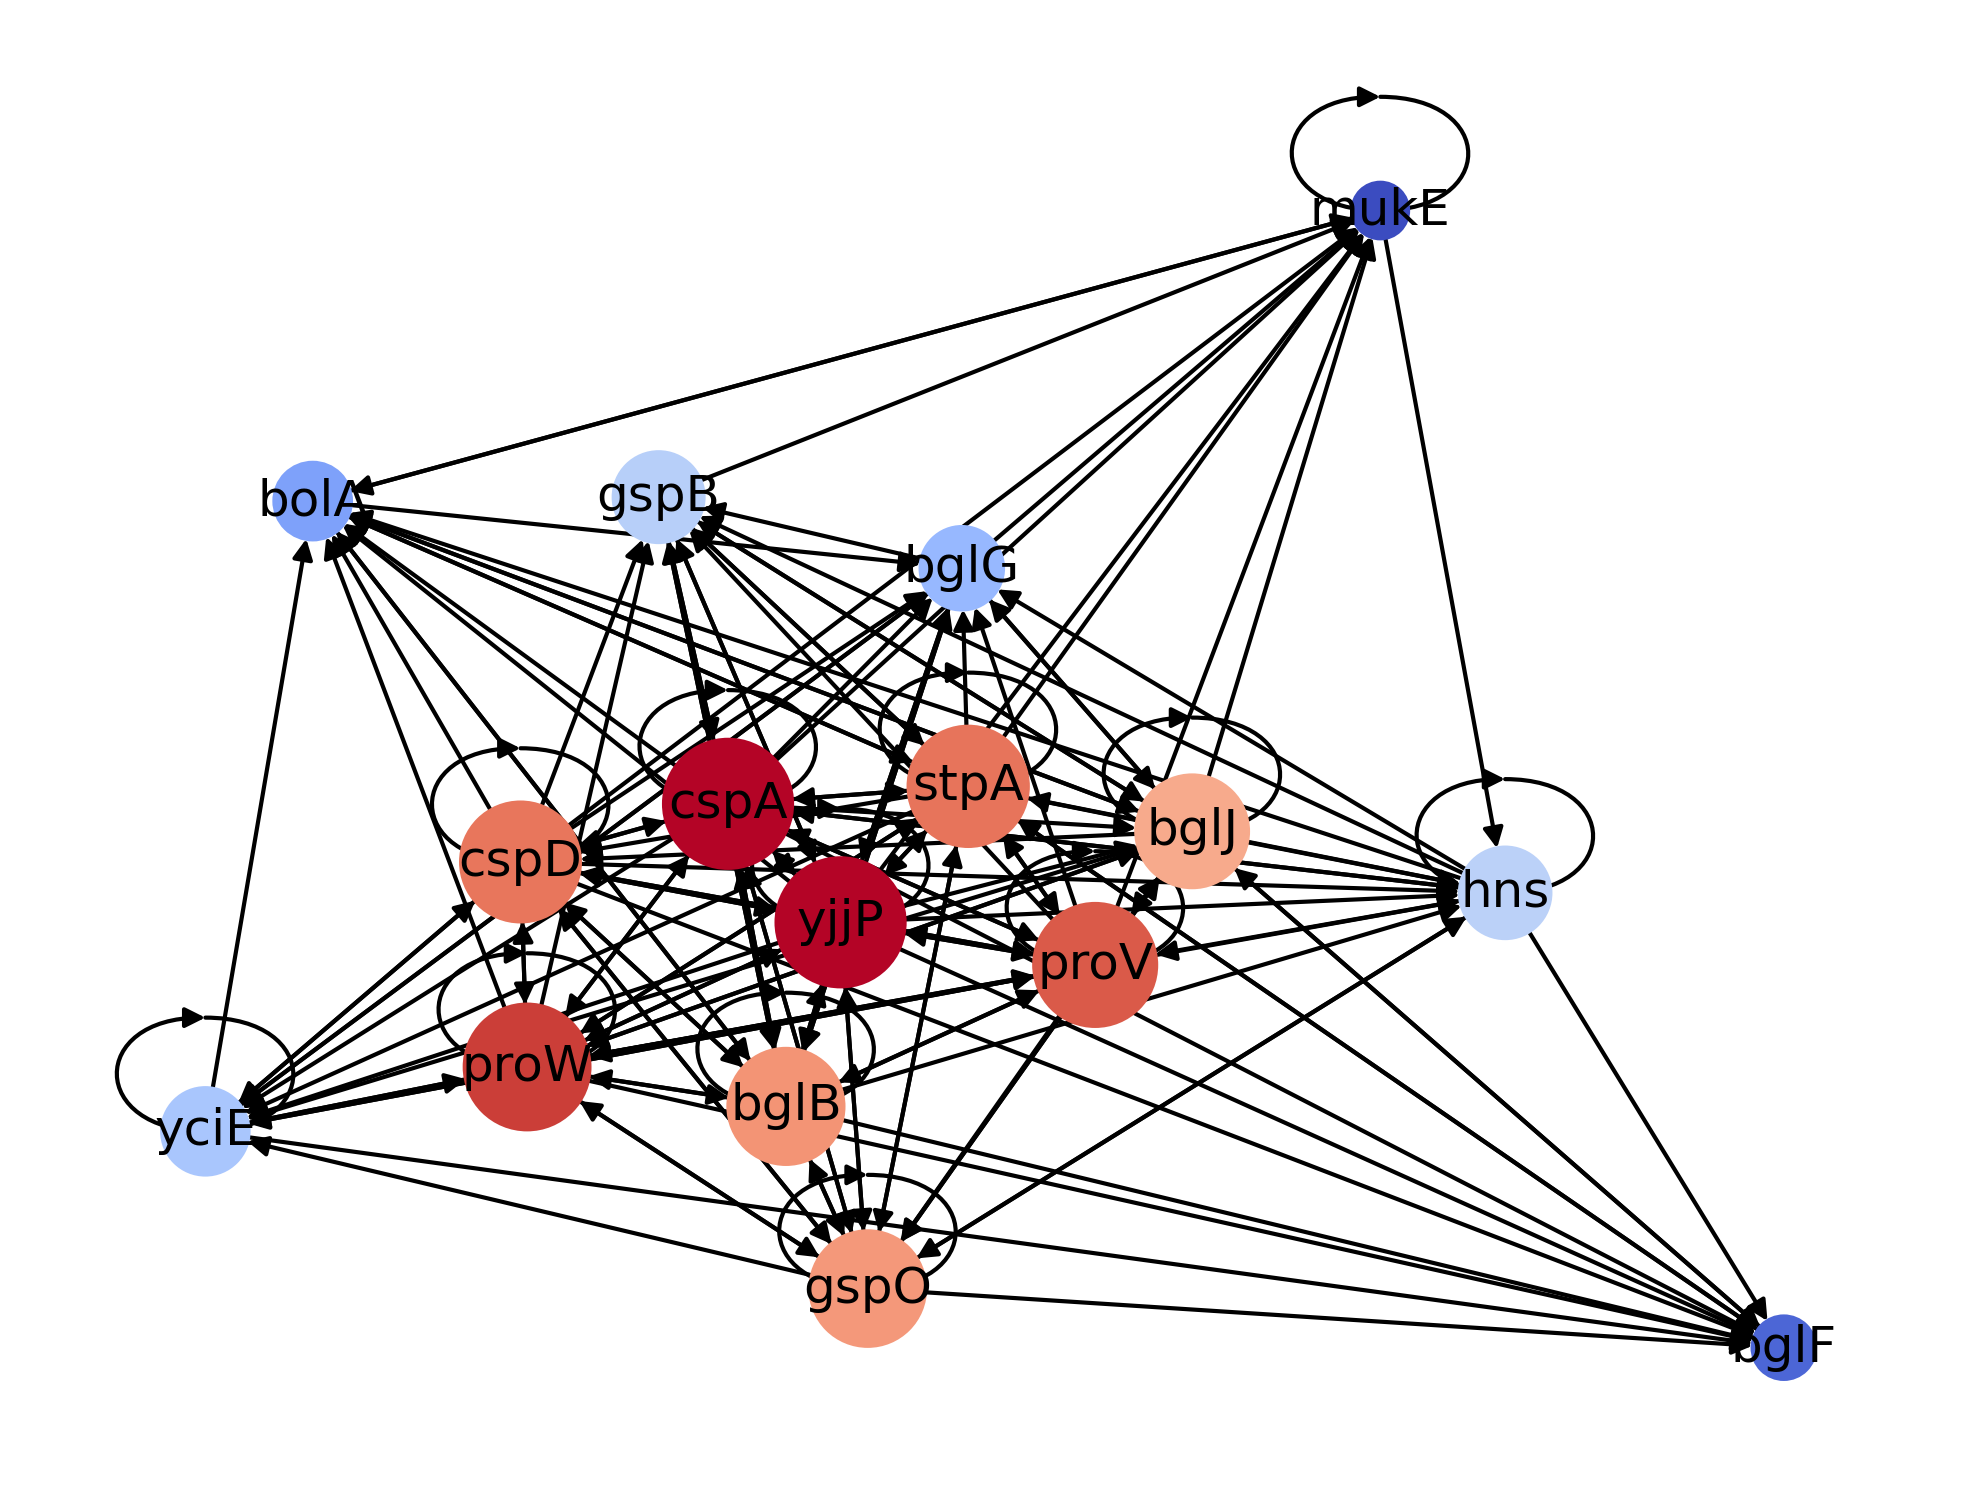 mukE
bolA
gspB
bglG
stpA
cspA
bglJ
cspD
hns
yjjP
proV
proW
bglB
yciE
gspO
bglF